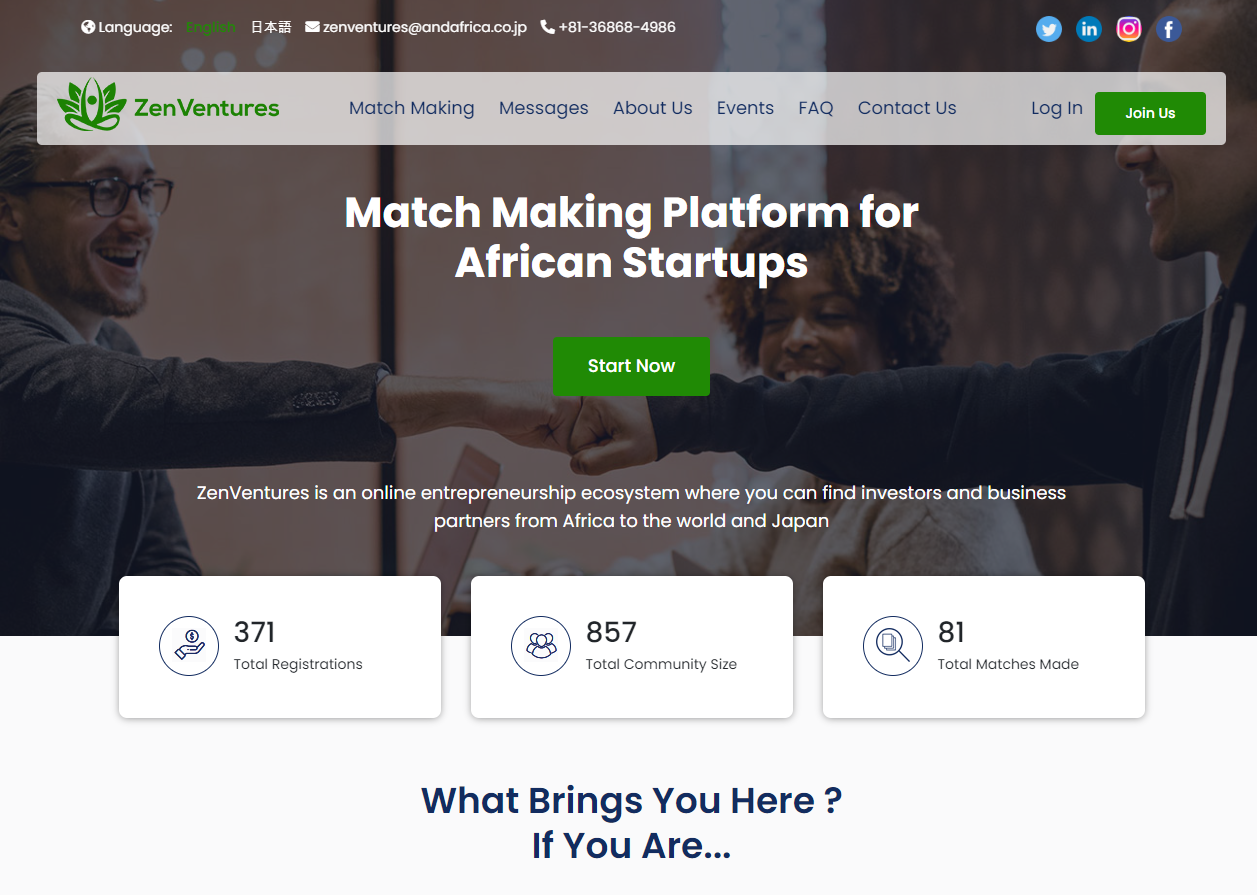 Language: English 日本語 zenventures@andafrica.co.jp +81-36868-4986
ZenVentures Match Making Messages About Us Events FAQ Contact Us Log In Join Us
Match Making Platform for
African Startups
Start Now
ZenVentures is an online entrepreneurship ecosystem where you can find investors and business
partners from Africa to the world and Japan
371 857 81
Total Registrations Total Community Size Total Matches Made
What Brings You Here ?
If You Are...